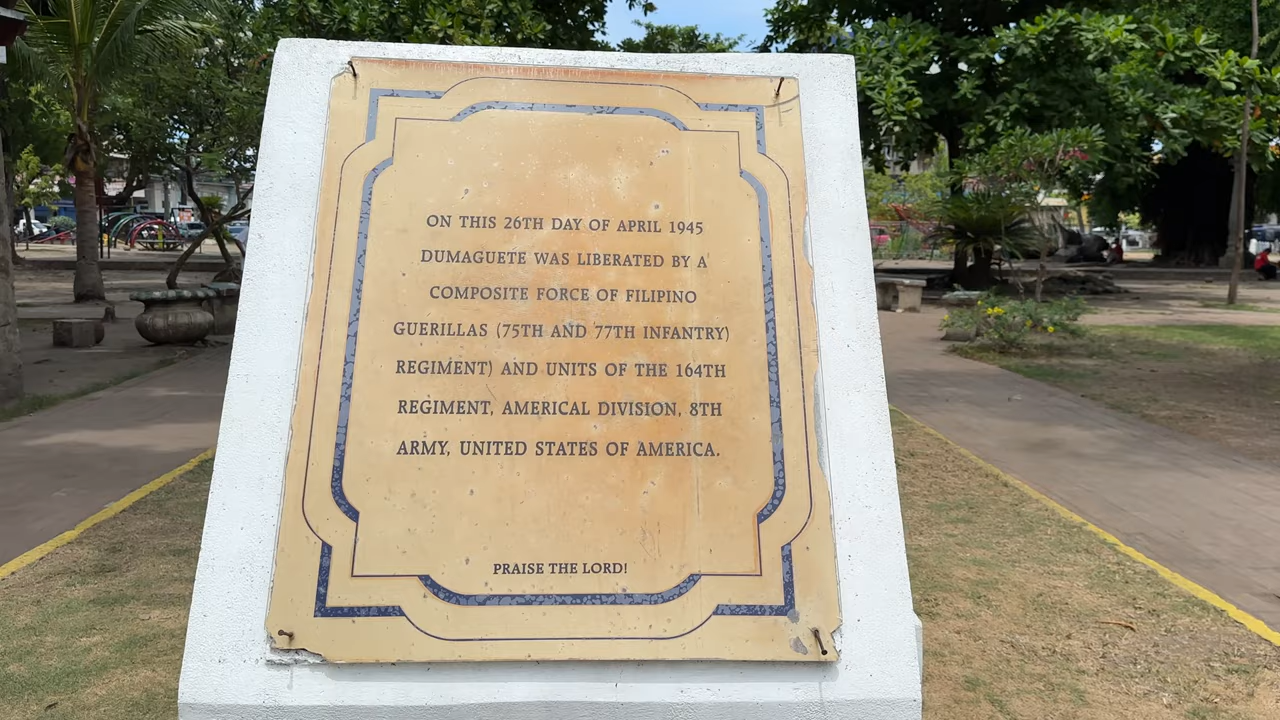 ON THIS 26TH DAY OF APRIL 1945
DUMAGUETE WAS LIBERATED BY A
COMPOSITE FORCE OF FILIPINO
GUERILLAS (75TH AND 77TH INFANTRY)
REGIMENT) AND UNITS OF THE 164TH
REGIMENT, AMERICAL DIVISION, 8TH
ARMY, UNITED STATES OF AMERICA.
PRAISE THE LORD!